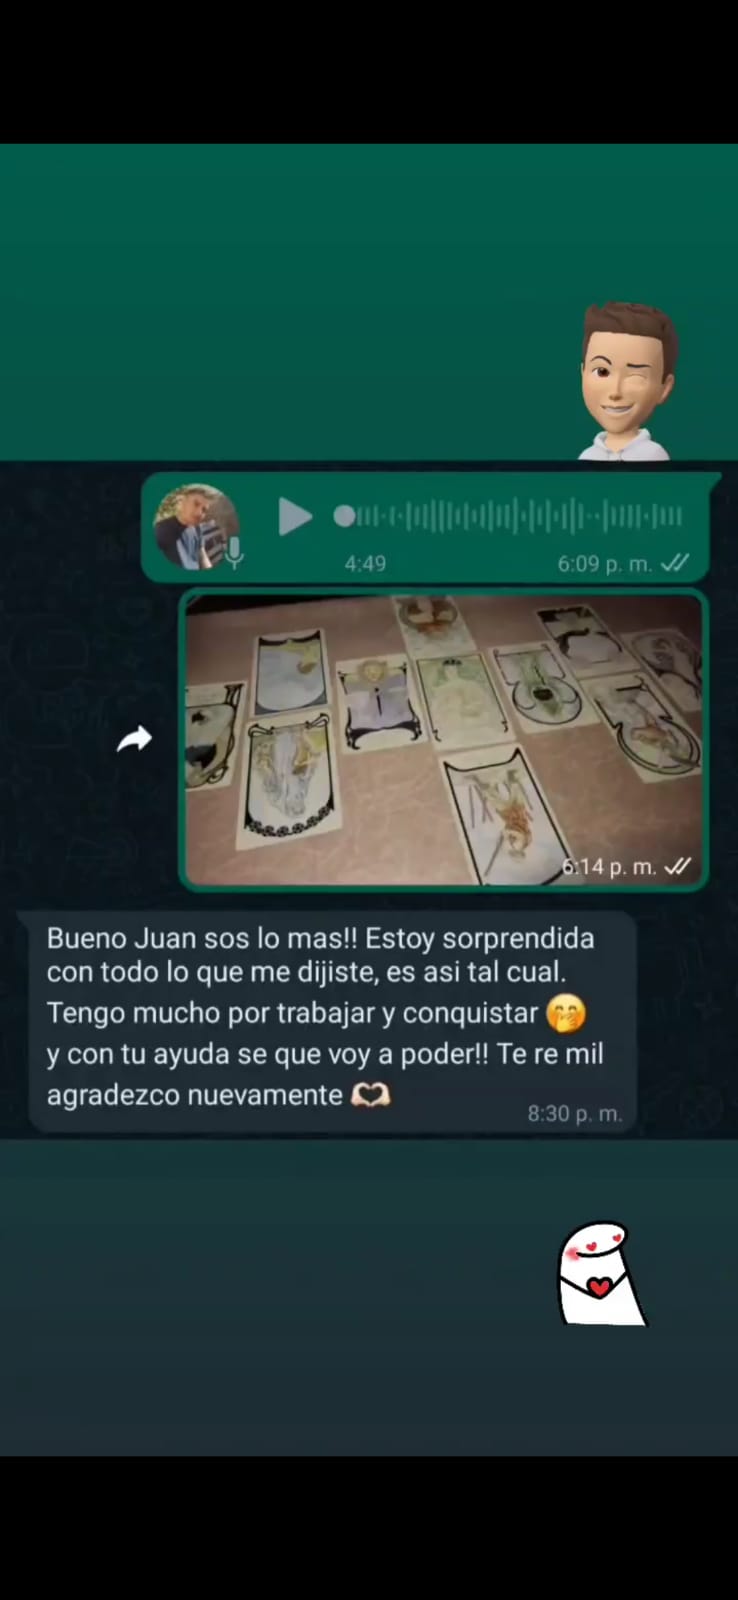 4:49
6:09 p. m.
6:14 p. m.
Bueno Juan sos lo mas!! Estoy sorprendida
con todo lo que me dijiste, es asi tal cual.
Tengo mucho por trabajar y conquistar 🤭
y con tu ayuda se que voy a poder!! Te re mil
agradezco nuevamente 🫶🏻
8:30 p. m.